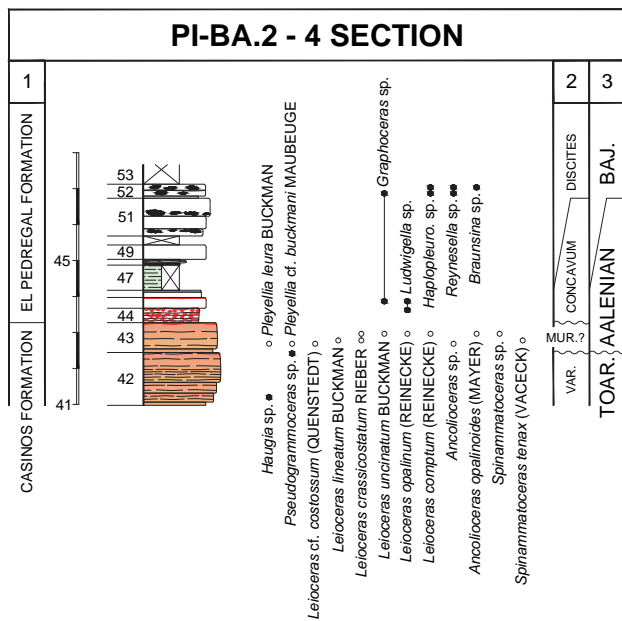 PI-BA.2 - 4 SECTION
1
2
3
EL PEDREGAL FORMATION
CASINOS FORMATION
53
52
51
49
47
44
43
42
45
41
Haugia sp.
Pleyellia leura BUCKMAN
Pseudogrammoceras sp.
Pleyellia cf. buckmani MAUBEUGE
Leioceras cf. costossum (QUENSTEDT)
Leioceras lineatum BUCKMAN
Leioceras crassicostatum RIEBER
Leioceras uncinatum BUCKMAN
Graphoceras sp.
Leioceras opalinum (REINECKE)
Ludwigella sp.
Leioceras comptum (REINECKE)
Haplopleuro. sp.
Ancolioceras sp.
Reynesella sp.
Ancolioceras opalinoides (MAYER)
Braunsina sp.
Spinammatoceras sp.
Spinammatoceras tenax (VACECK)
DISCITES
CONCAVUM
MUR.?
VAR.
BAJ.
AALENIAN
TOAR.